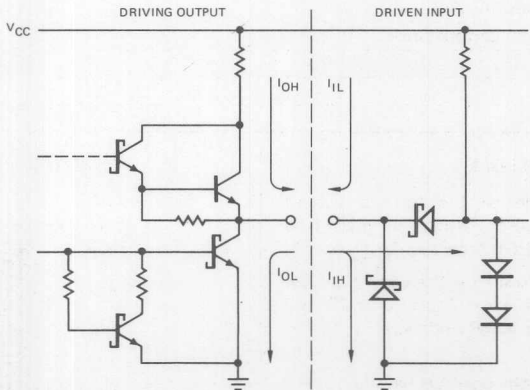 DRIVING OUTPUT
DRIVEN INPUT
VCC
IOH
IIL
IOL
IIH